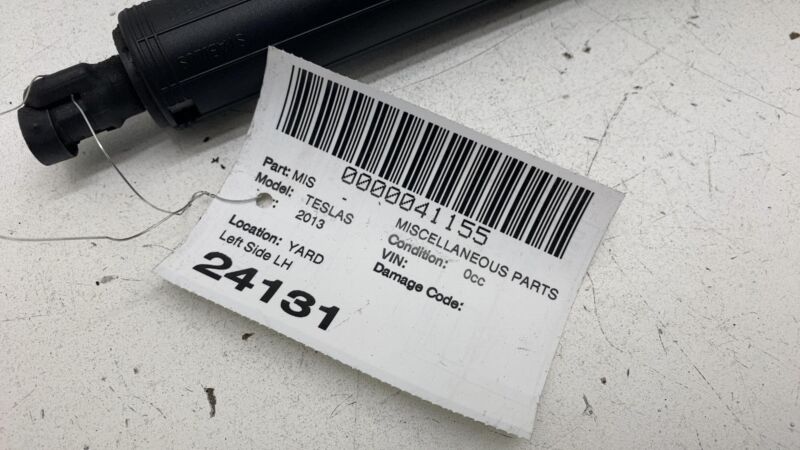 STABILUS
0000041155
Part: MIS - MISCELLANEOUS PARTS
Model: TESLAS Condition: 0cc
: 2013 VIN:
Location: YARD Damage Code:
Left Side LH
24131